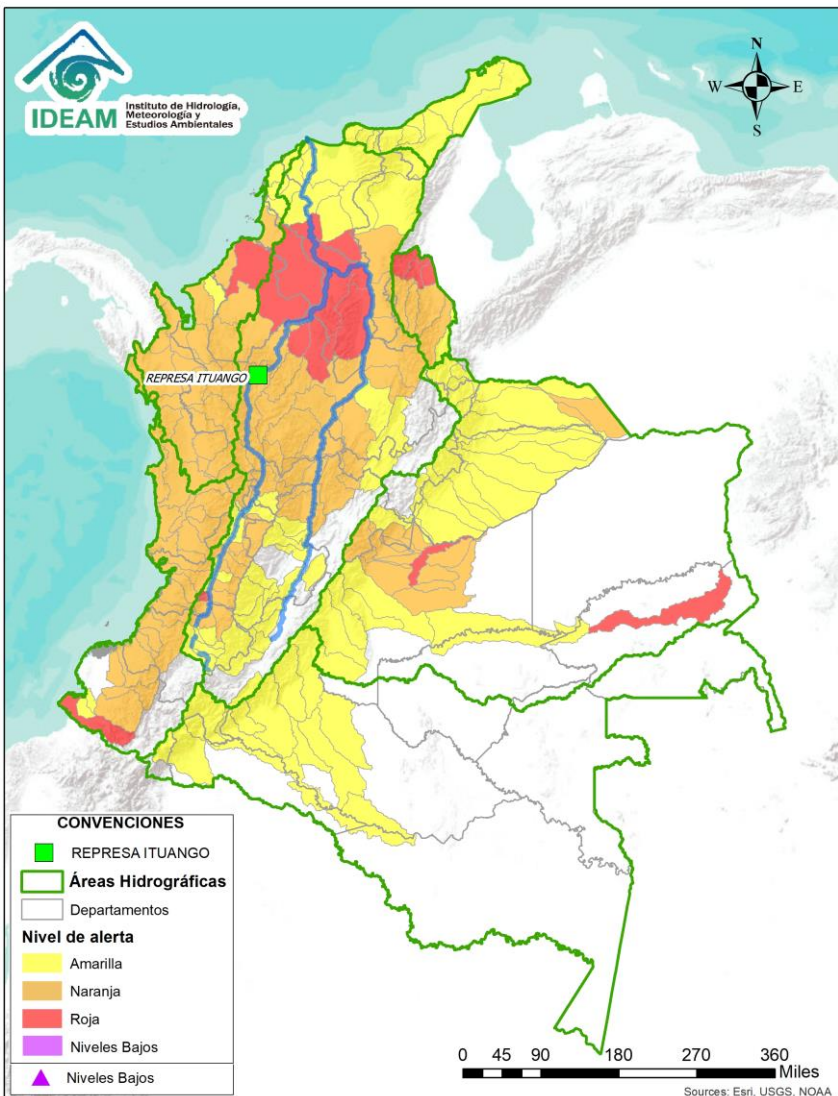 IDEAM
Instituto de Hidrología,
Meteorología y
Estudios Ambientales
N
W
E
S
REPRESA ITUANGO
CONVENCIONES
REPRESA ITUANGO
Áreas Hidrográficas
Departamentos
Nivel de alerta
Amarilla
Naranja
Roja
Niveles Bajos
Niveles Bajos
0 45 90 180 270 360
Miles
Sources: Esri, USGS, NOAA